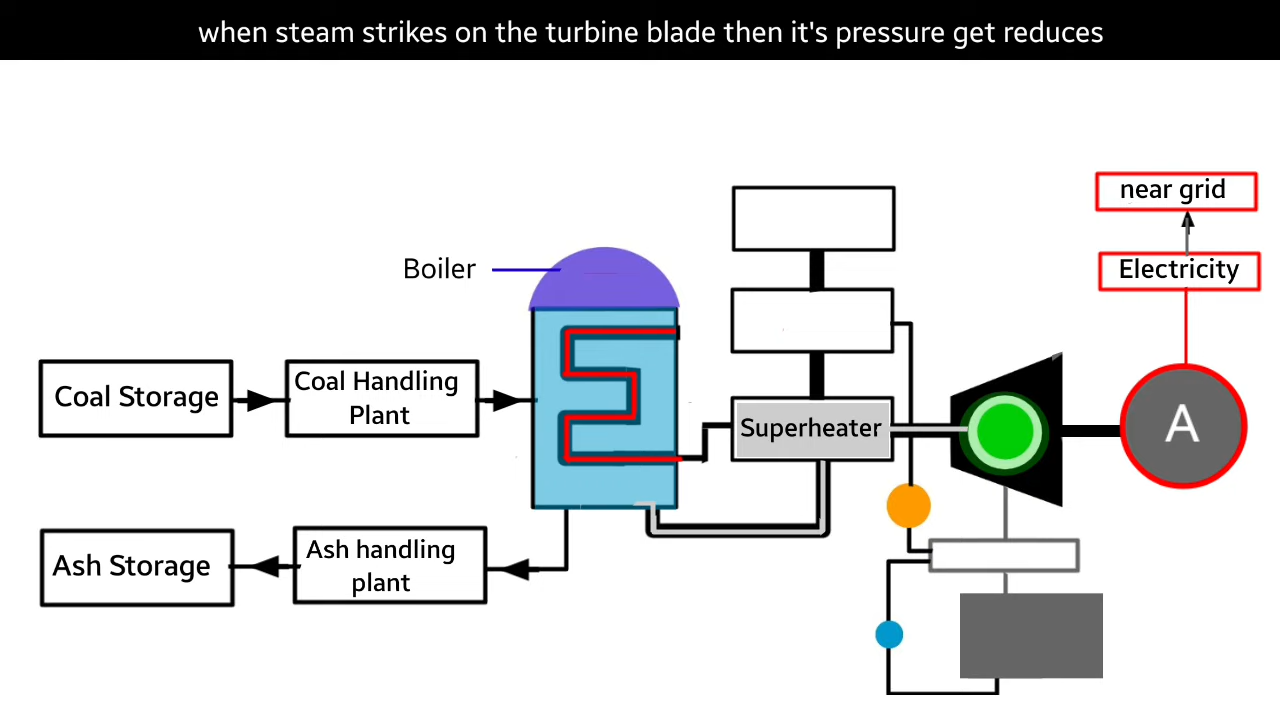 when steam strikes on the turbine blade then it's pressure get reduces
near grid
Boiler
Electricity
Coal Storage
Coal Handling
Plant
Superheater
A
Ash Storage
Ash handling
plant